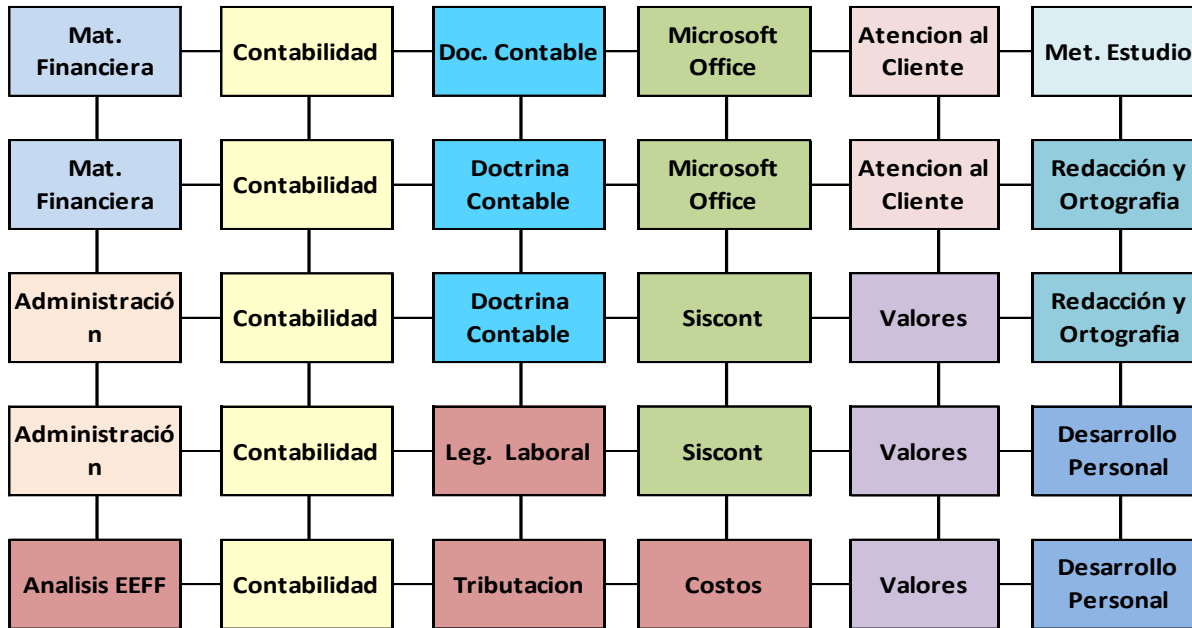 Mat.
Financiera
Contabilidad
Doc. Contable
Microsoft
Office
Atencion al
Cliente
Met. Estudio
Mat.
Financiera
Contabilidad
Doctrina
Contable
Microsoft
Office
Atencion al
Cliente
Redacción y
Ortografia
Administració
n
Contabilidad
Doctrina
Contable
Siscont
Valores
Redacción y
Ortografia
Administració
n
Contabilidad
Leg. Laboral
Siscont
Valores
Desarrollo
Personal
Analisis EEFF
Contabilidad
Tributacion
Costos
Valores
Desarrollo
Personal